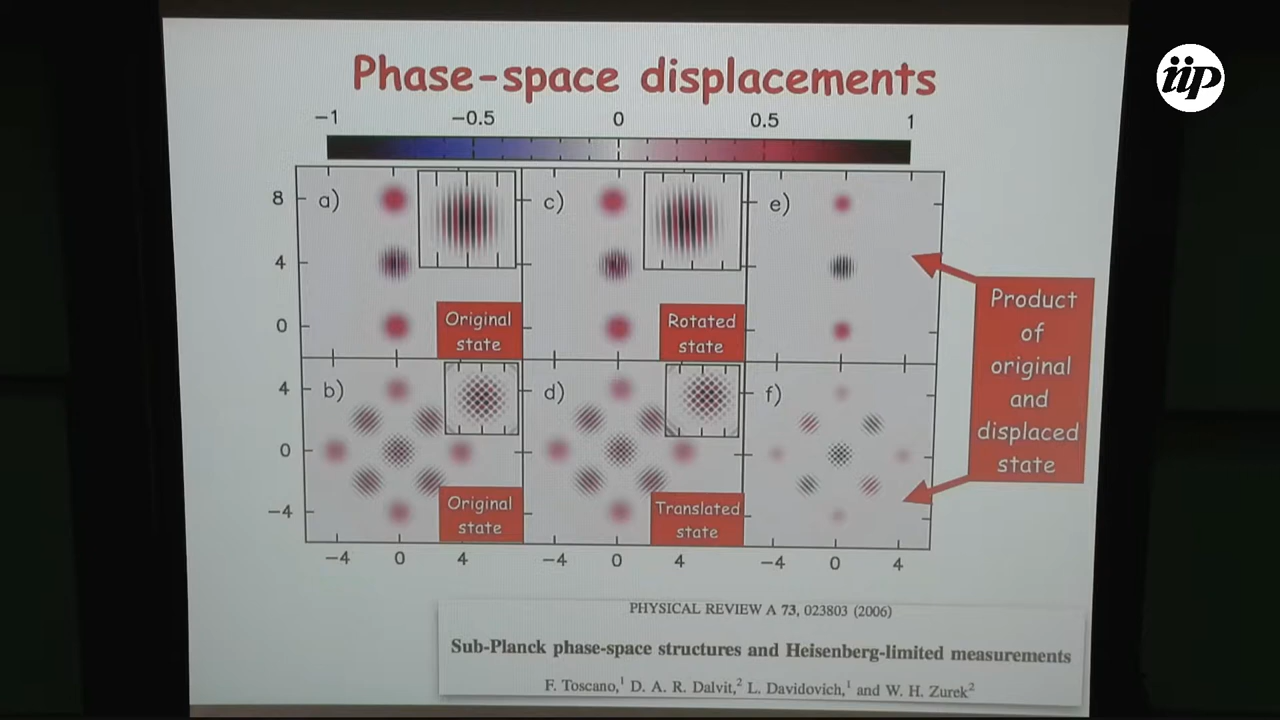 Phase-space displacements
iip
−1 −0.5 0 0.5 1
8 a) c) e)
4
0
Original
state
Rotated
state
Product
of
original
and
displaced
state
4 b) d) f)
0
−4
Original
state
Translated
state
−4 0 4 −4 0 4 −4 0 4
PHYSICAL REVIEW A 73, 023803 (2006)
Sub-Planck phase-space structures and Heisenberg-limited measurements
F. Toscano,1 D. A. R. Dalvit,2 L. Davidovich,1 and W. H. Zurek2